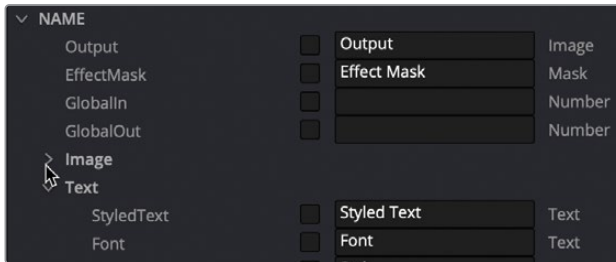 NAME
Output Output Image
EffectMask Effect Mask Mask
GlobalIn Number
GlobalOut Number
Image
Text
StyledText Styled Text Text
Font Font Text